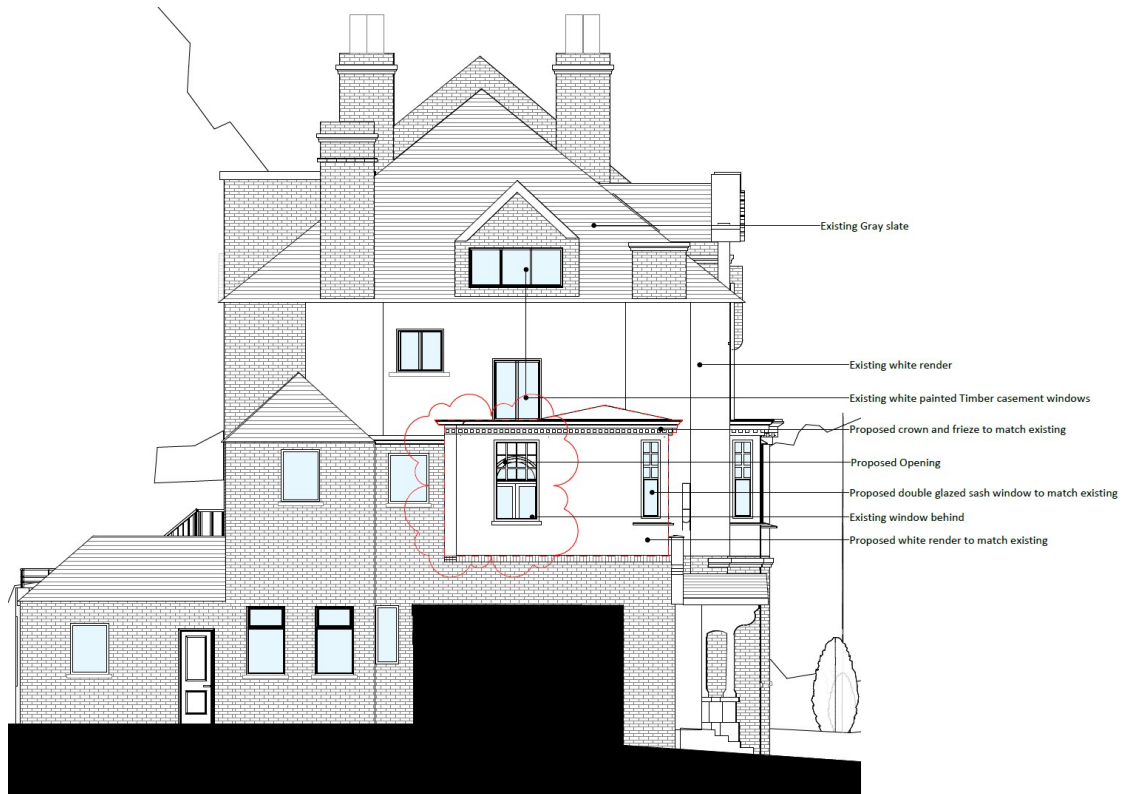 Existing Gray slate
Existing white render
Existing white painted Timber casement windows
Proposed crown and frieze to match existing
Proposed Opening
Proposed double glazed sash window to match existing
Existing window behind
Proposed white render to match existing